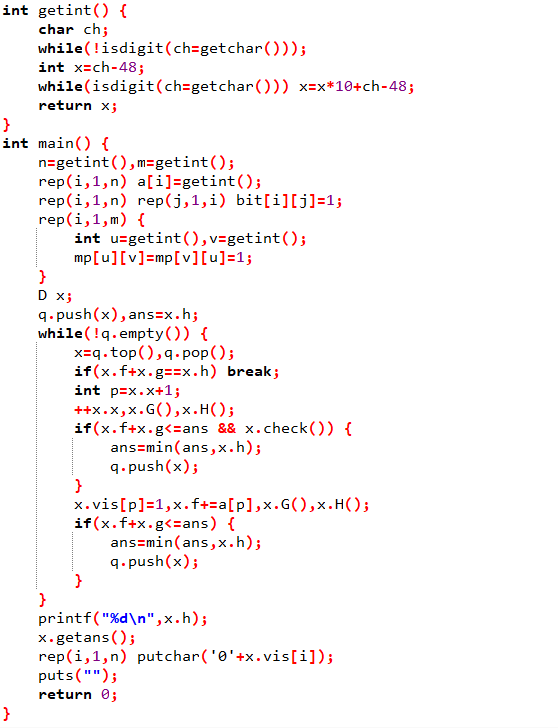 int getint() {
    char ch;
    while(!isdigit(ch=getchar()));
    int x=ch-48;
    while(isdigit(ch=getchar())) x=x*10+ch-48;
    return x;
}
int main() {
    n=getint(),m=getint();
    rep(i,1,n) a[i]=getint();
    rep(i,1,n) rep(j,1,i) bit[i][j]=1;
    rep(i,1,m) {
        int u=getint(),v=getint();
        mp[u][v]=mp[v][u]=1;
    }
    D x;
    q.push(x),ans=x.h;
    while(!q.empty()) {
        x=q.top(),q.pop();
        if(x.f+x.g==x.h) break;
        int p=x.x+1;
        ++x.x,x.G(),x.H();
        if(x.f+x.g<=ans && x.check()) {
            ans=min(ans,x.h);
            q.push(x);
        }
        x.vis[p]=1,x.f+=a[p],x.G(),x.H();
        if(x.f+x.g<=ans) {
            ans=min(ans,x.h);
            q.push(x);
        }
    }
    printf("%d\n",x.h);
    x.getans();
    rep(i,1,n) putchar('0'+x.vis[i]);
    puts("");
    return 0;
}